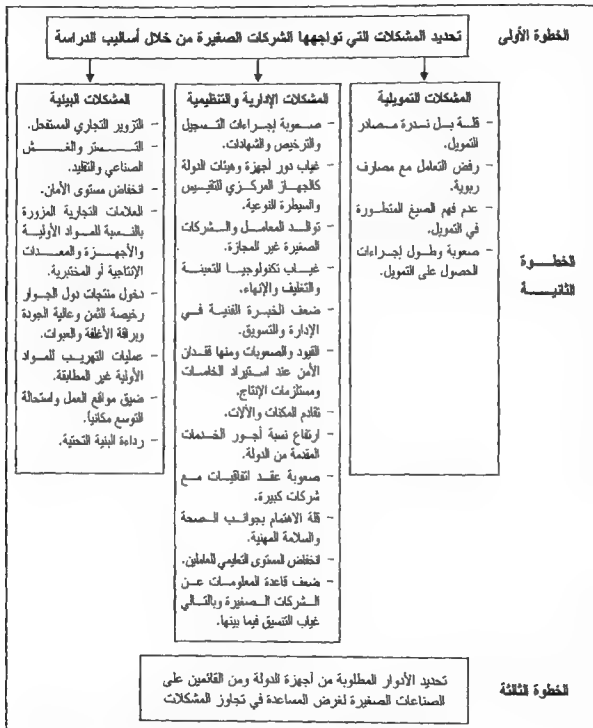 الخطوة الأولى
تحديد المشكلات التي تواجهها الشركات الصغيرة من خلال أساليب الدراسة
الخطوة
الثانية
المشكلات التمويلية
- قلة بل ندرة مصادر
التمويل.
- رفض التعامل مع مصارف
ربوية.
- عدم فهم الصيغ المتطورة
في التمويل.
- صعوبة وطول إجراءات
الحصول على التمويل.
المشكلات الإدارية والتنظيمية
- صعوبة إجراءات التسجيل
والترخيص والشهادات.
- غياب دور أجهزة وهيئات الدولة
كالجهاز المركزي للتقييس
والسيطرة النوعية.
- توالد المعامل والشركات
الصغيرة غير المجازة.
- غياب تكنولوجيا التعبئة
والتغليف والإنهاء.
- ضعف الخبرة الفنية في
الإدارة والتسويق.
- القيود والصعوبات ومنها فقدان
الأمن عند استيراد الخامات
ومستلزمات الإنتاج.
- تقادم المكنات والآلات.
- ارتفاع نسبة أجور الخدمات
المقدمة من الدولة.
- صعوبة عقد اتفاقيات مع
شركات كبيرة.
- قلة الاهتمام بجوانب الصحة
والسلامة المهنية.
- انخفاض المستوى التعليمي للعاملين.
- ضعف قاعدة المعلومات عن
الشركات الصغيرة وبالتالي
غياب التنسيق فيما بينها.
المشكلات البيئية
- التزوير التجاري المستفحل.
- التستر والغش
الصناعي والتقليد.
- انخفاض مستوى الأمان.
- العلامات التجارية المزورة
بالنسبة للمواد الأولية
والأجهزة والمعدات
الإنتاجية أو المختبرية.
- دخول منتجات دول الجوار
رخيصة الثمن وعالية الجودة
وبراقة الأغلفة والعبوات.
- عمليات التهريب للمواد
الأولية غير المطابقة.
- ضيق مواقع العمل واستحالة
التوسع مكانياً.
- رداءة البنية التحتية.
الخطوة الثالثة
تحديد الأدوار المطلوبة من أجهزة الدولة ومن القائمين على
الصناعات الصغيرة لغرض المساعدة في تجاوز المشكلات